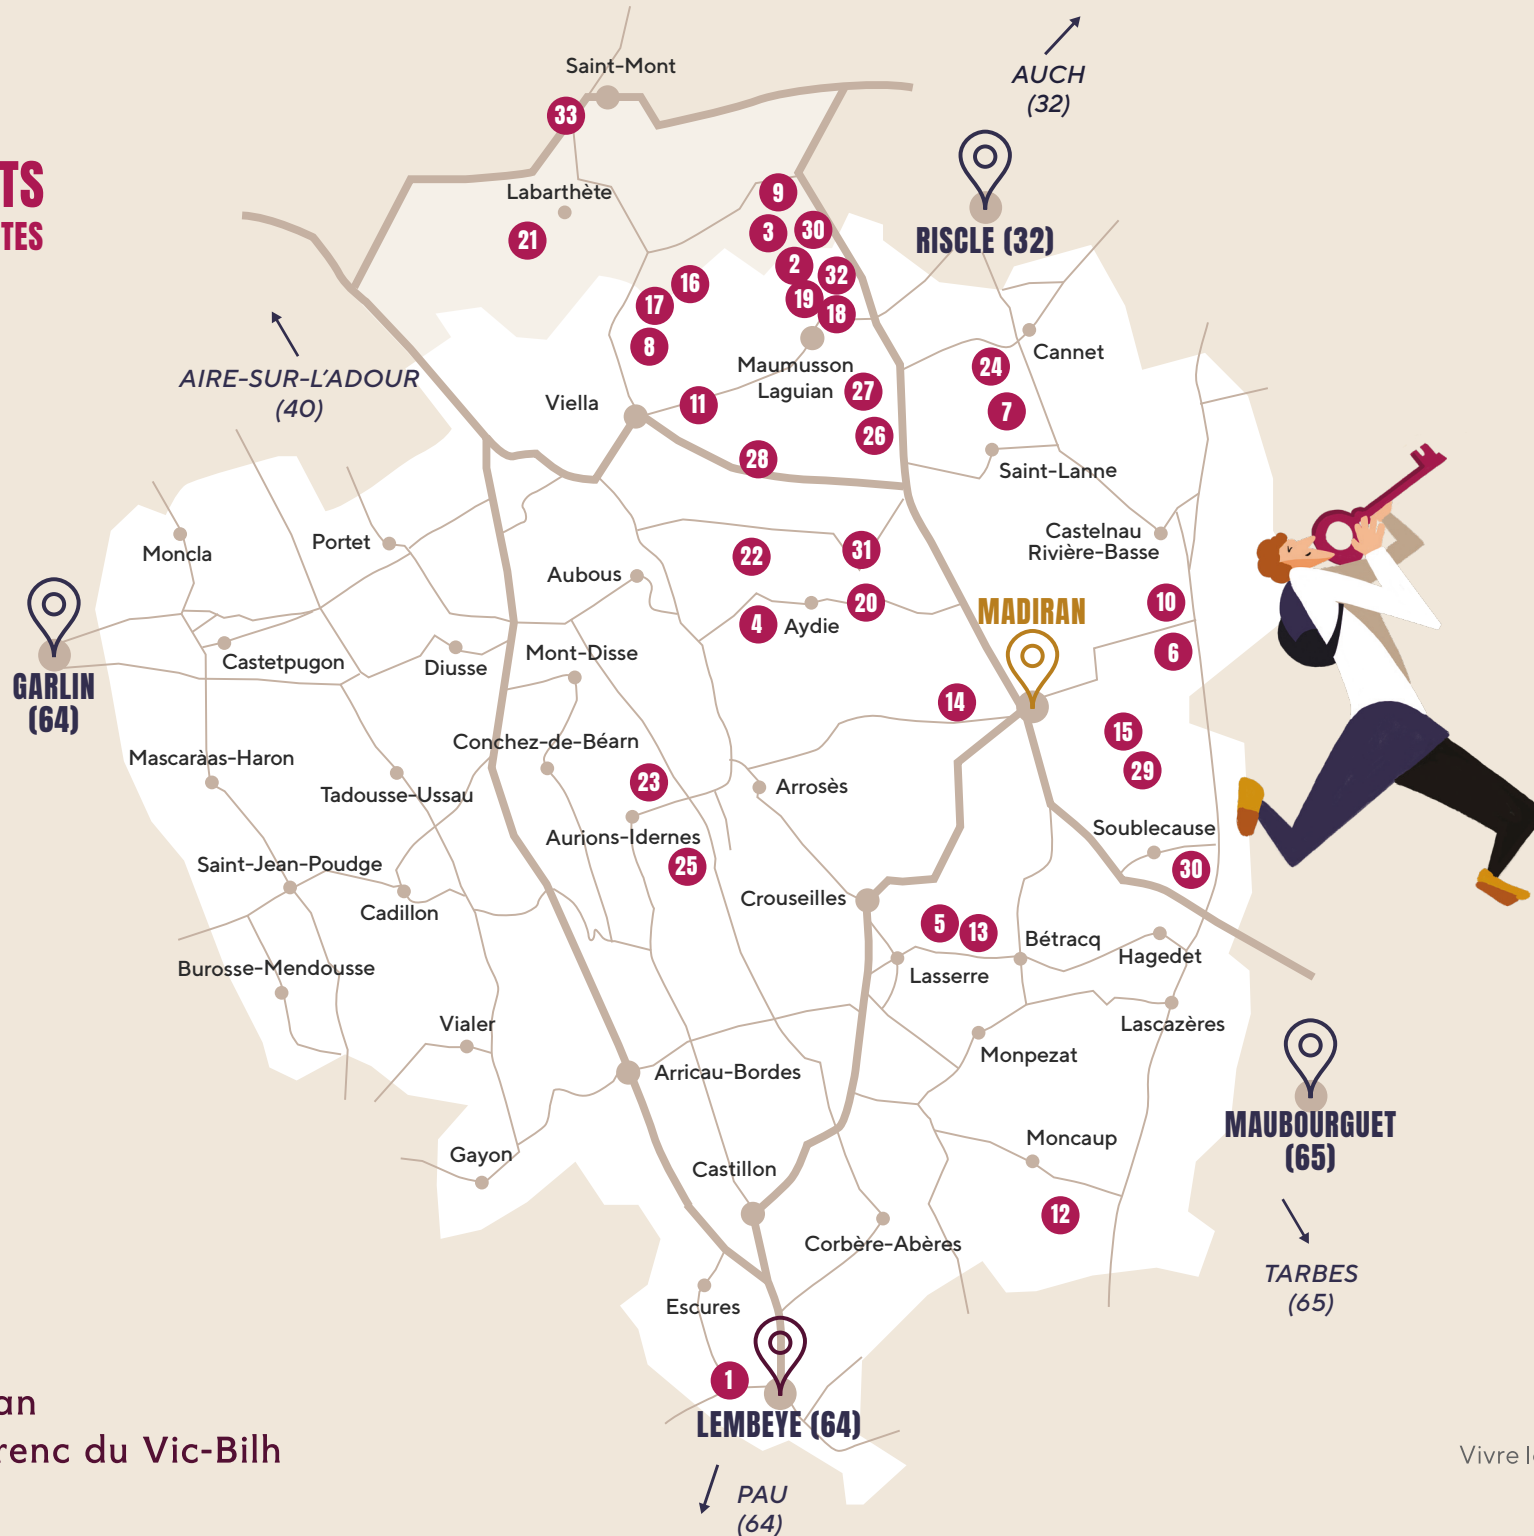 Saint-Mont
AUCH
(32)
33
TS
TES
Labarthète
21
9
3
30
2
32
19
18
16
17
8
RISCLE (32)
AIRE-SUR-L'ADOUR
(40)
Maumusson
Laguian
Cannet
24
7
27
26
Viella
11
28
Saint-Lanne
Castelnau
Rivière-Basse
Moncla
Portet
22
31
Aubous
4
Aydie
20
10
6
MADIRAN
GARLIN
(64)
Castetpugon
Diusse
Mont-Disse
14
15
29
Conchez-de-Béarn
Mascaràas-Haron
Tadousse-Ussau
23
Arrosès
Aurions-Idernes
25
Soublecause
30
Saint-Jean-Poudge
Cadillon
Crouseilles
5
13
Bétracq
Hagedet
Lasserre
Burosse-Mendousse
Vialer
Lascazères
Monpezat
Arricau-Bordes
MAUBOURGUET
(65)
Gayon
Castillon
Moncaup
12
Corbère-Abères
TARBES
(65)
Escures
1
LEMBEYE (64)
an
renc du Vic-Bilh
Vivre l
PAU
(64)